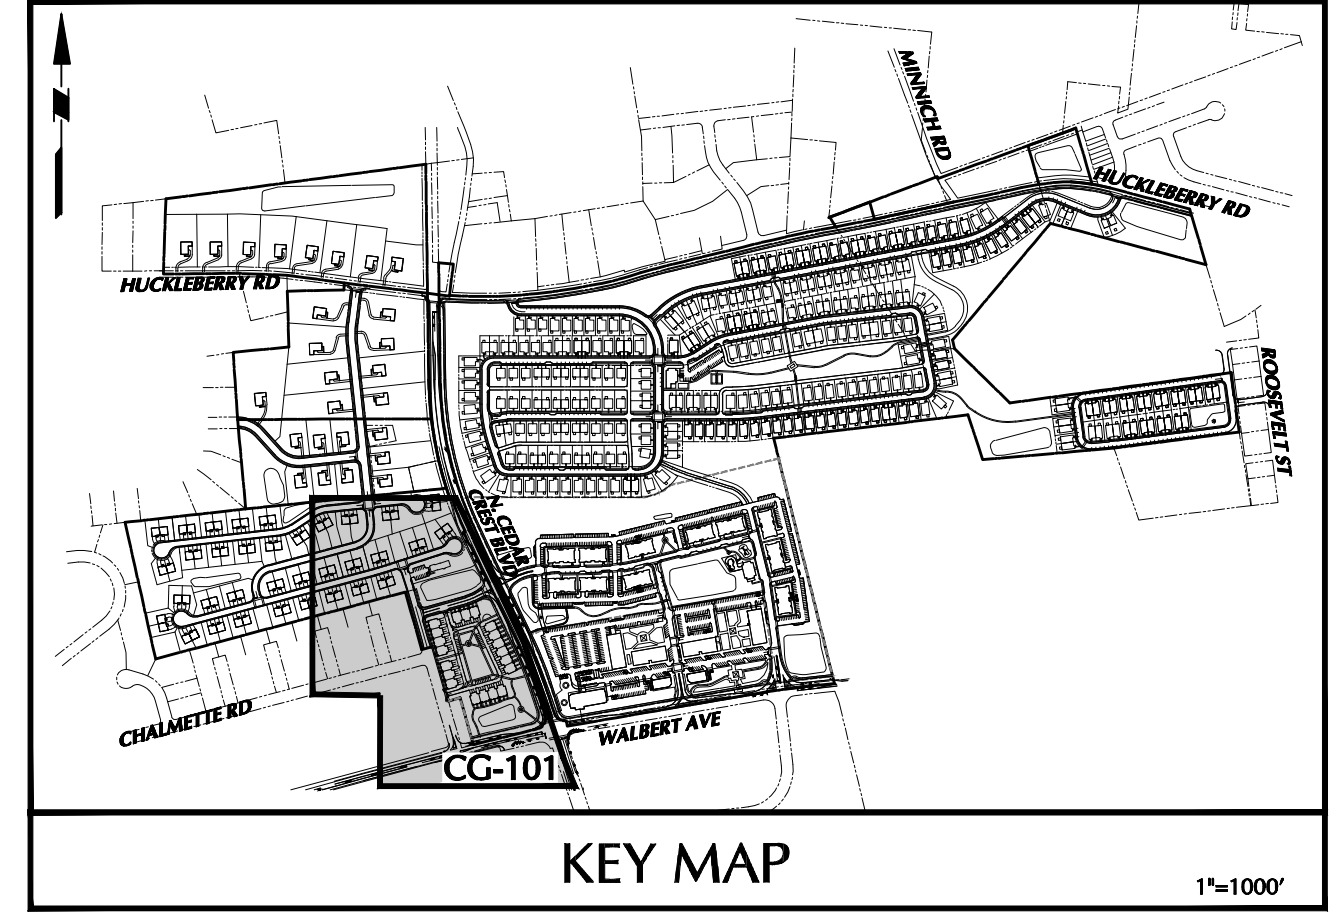 MINNICH RD
HUCKLEBERRY RD
HUCKLEBERRY RD
ROOSEVELT ST
N. CEDAR
CREST BLVD
CHALMETTE RD
WALBERT AVE
CG-101
KEY MAP
1"=1000'